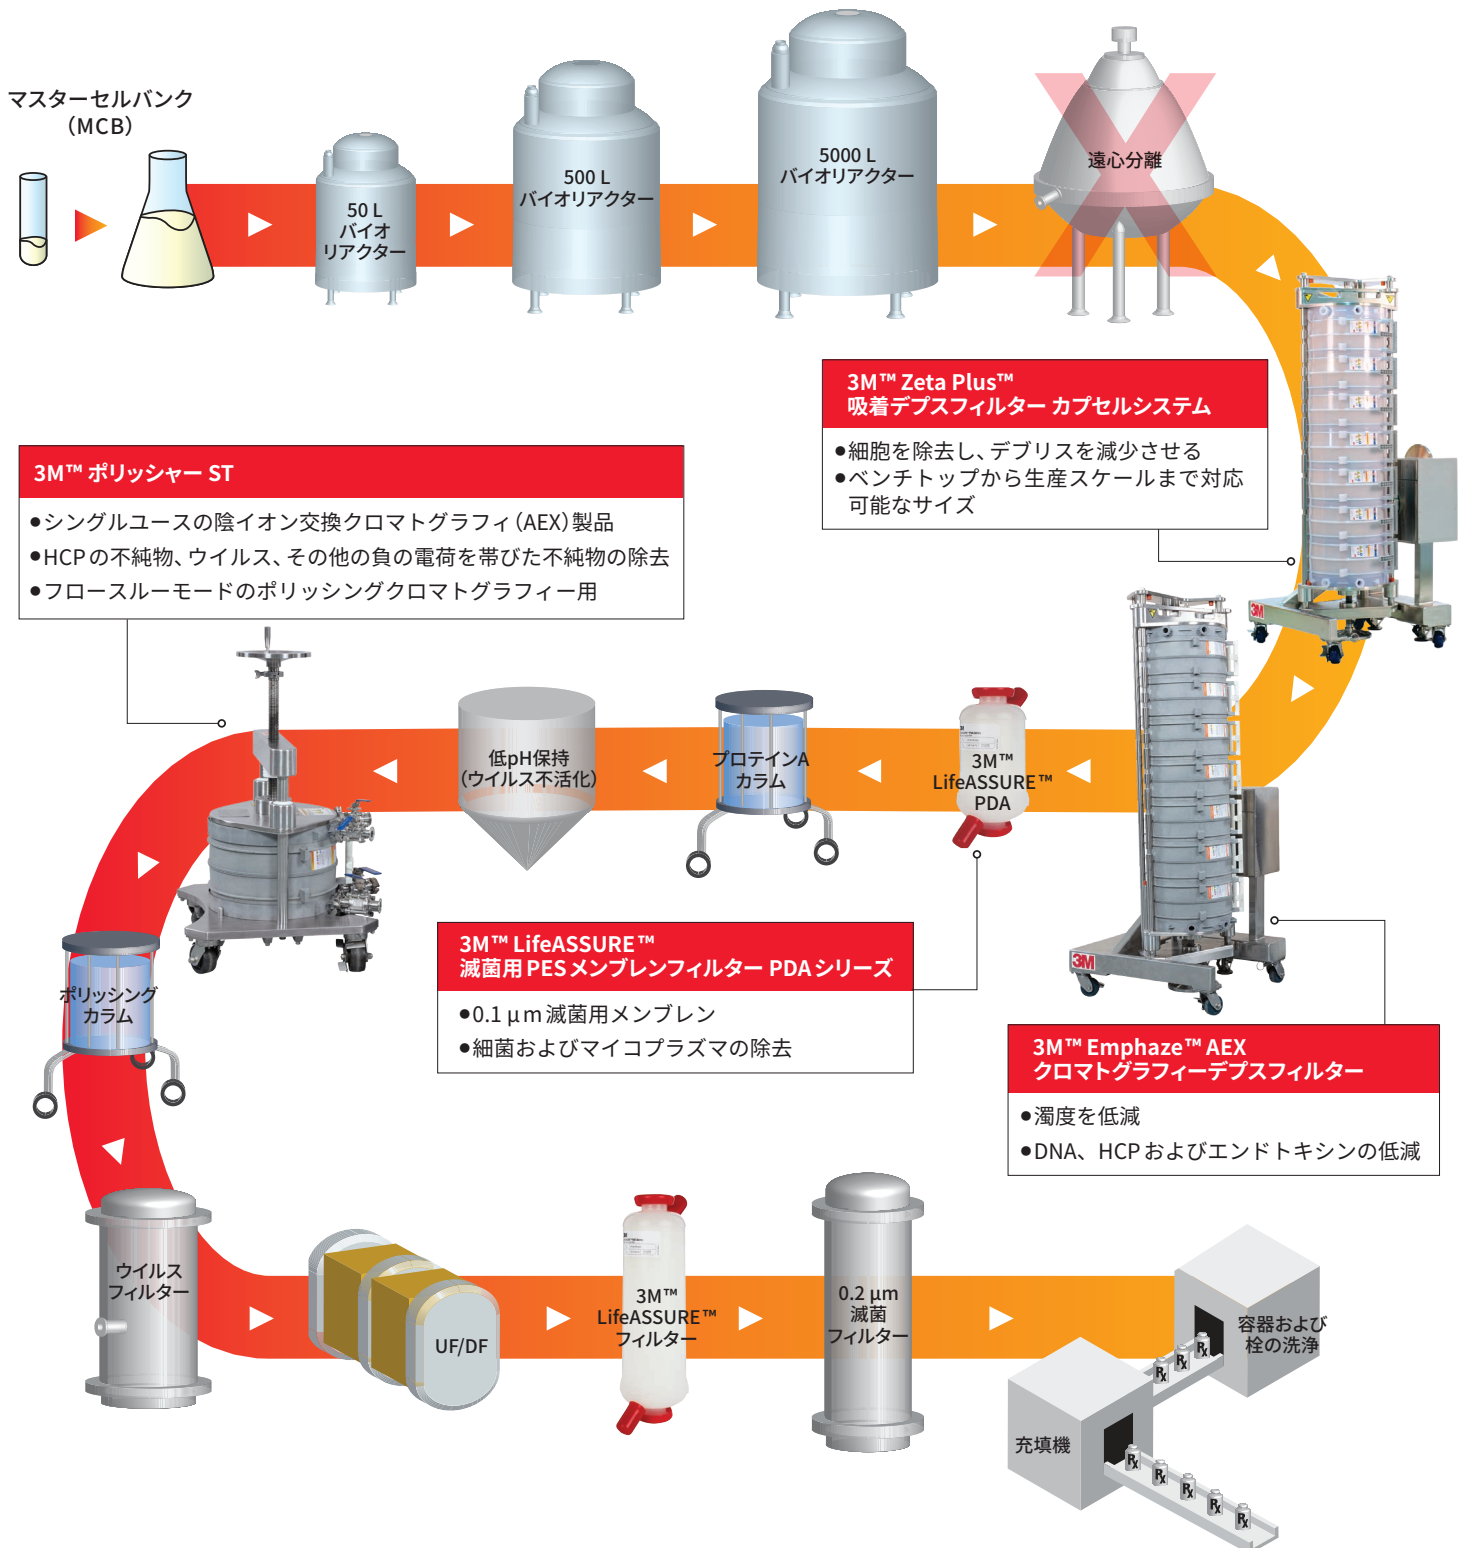 マスターセルバンク
（MCB）
50 L
バイオ
リアクター
500 L
バイオリアクター
5000 L
バイオリアクター
遠心分離
3M™ Zeta Plus™
吸着デプスフィルター カプセルシステム
●細胞を除去し、デブリスを減少させる
●ベンチトップから生産スケールまで対応
可能なサイズ
3M™ ポリッシャー ST
●シングルユースの陰イオン交換クロマトグラフィ（AEX）製品
●HCPの不純物、ウイルス、その他の負の電荷を帯びた不純物の除去
●フロースルーモードのポリッシングクロマトグラフィー用
3M
低pH保持
（ウイルス不活化）
プロテインA
カラム
3M™
LifeASSURE™
PDA
3M
3M™ LifeASSURE™
滅菌用PESメンブレンフィルター PDAシリーズ
●0.1 µm滅菌用メンブレン
●細菌およびマイコプラズマの除去
3M™ Emphaze™ AEX
クロマトグラフィーデプスフィルター
●濁度を低減
●DNA、HCPおよびエンドトキシンの低減
ポリッシング
カラム
ウイルス
フィルター
UF/DF
3M™
LifeASSURE™
フィルター
0.2 µm
滅菌
フィルター
容器および
栓の洗浄
Rx
Rx
Rx
充填機
Rx
Rx
Rx
Rx
Rx